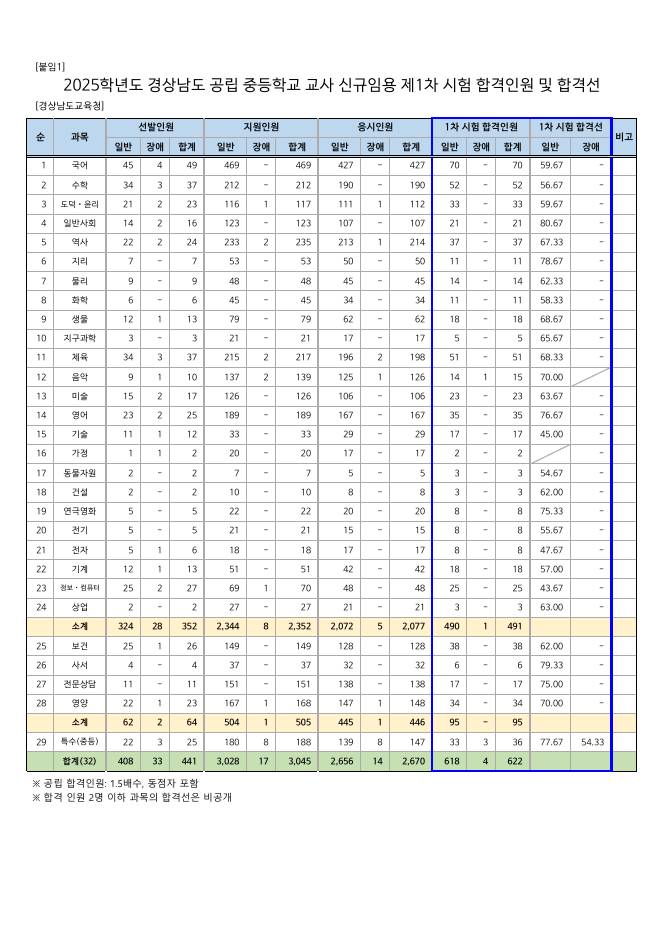 [붙임1]
2025학년도 경상남도 공립 중등학교 교사 신규임용 제1차 시험 합격인원 및 합격선
[경상남도교육청]
순 과목 선발인원 지원인원 응시인원 1차 시험 합격인원 1차 시험 합격선 비고
일반 장애 합계 일반 장애 합계 일반 장애 합계 일반 장애 합계 일반 장애
1 국어 45 4 49 469 – 469 427 – 427 70 – 70 59.67 –
2 수학 34 3 37 212 – 212 190 – 190 52 – 52 56.67 –
3 도덕·윤리 21 2 23 116 1 117 111 1 112 33 – 33 59.67 –
4 일반사회 14 2 16 123 – 123 107 – 107 21 – 21 80.67 –
5 역사 22 2 24 233 2 235 213 1 214 37 – 37 67.33 –
6 지리 7 – 7 53 – 53 50 – 50 11 – 11 78.67 –
7 물리 9 – 9 48 – 48 45 – 45 14 – 14 62.33 –
8 화학 6 – 6 45 – 45 34 – 34 11 – 11 58.33 –
9 생물 12 1 13 79 – 79 62 – 62 18 – 18 68.67 –
10 지구과학 3 – 3 21 – 21 17 – 17 5 – 5 65.67 –
11 체육 34 3 37 215 2 217 196 2 198 51 – 51 68.33 –
12 음악 9 1 10 137 2 139 125 1 126 14 1 15 70.00
13 미술 15 2 17 126 – 126 106 – 106 23 – 23 63.67 –
14 영어 23 2 25 189 – 189 167 – 167 35 – 35 76.67 –
15 기술 11 1 12 33 – 33 29 – 29 17 – 17 45.00 –
16 가정 1 1 2 20 – 20 17 – 17 2 – 2 –
17 동물자원 2 – 2 7 – 7 5 – 5 3 – 3 54.67 –
18 건설 2 – 2 10 – 10 8 – 8 3 – 3 62.00 –
19 연극영화 5 – 5 22 – 22 20 – 20 8 – 8 75.33 –
20 전기 5 – 5 21 – 21 15 – 15 8 – 8 55.67 –
21 전자 5 1 6 18 – 18 17 – 17 8 – 8 47.67 –
22 기계 12 1 13 51 – 51 42 – 42 18 – 18 57.00 –
23 정보·컴퓨터 25 2 27 69 1 70 48 – 48 25 – 25 43.67 –
24 상업 2 – 2 27 – 27 21 – 21 3 – 3 63.00 –
소계 324 28 352 2,344 8 2,352 2,072 5 2,077 490 1 491
25 보건 25 1 26 149 – 149 128 – 128 38 – 38 62.00 –
26 사서 4 – 4 37 – 37 32 – 32 6 – 6 79.33 –
27 전문상담 11 – 11 151 – 151 138 – 138 17 – 17 75.00 –
28 영양 22 1 23 167 1 168 147 1 148 34 – 34 70.00 –
소계 62 2 64 504 1 505 445 1 446 95 – 95
29 특수(중등) 22 3 25 180 8 188 139 8 147 33 3 36 77.67 54.33
합계(32) 408 33 441 3,028 17 3,045 2,656 14 2,670 618 4 622
※ 공립 합격인원: 1.5배수, 동점자 포함
※ 합격 인원 2명 이하 과목의 합격선은 비공개